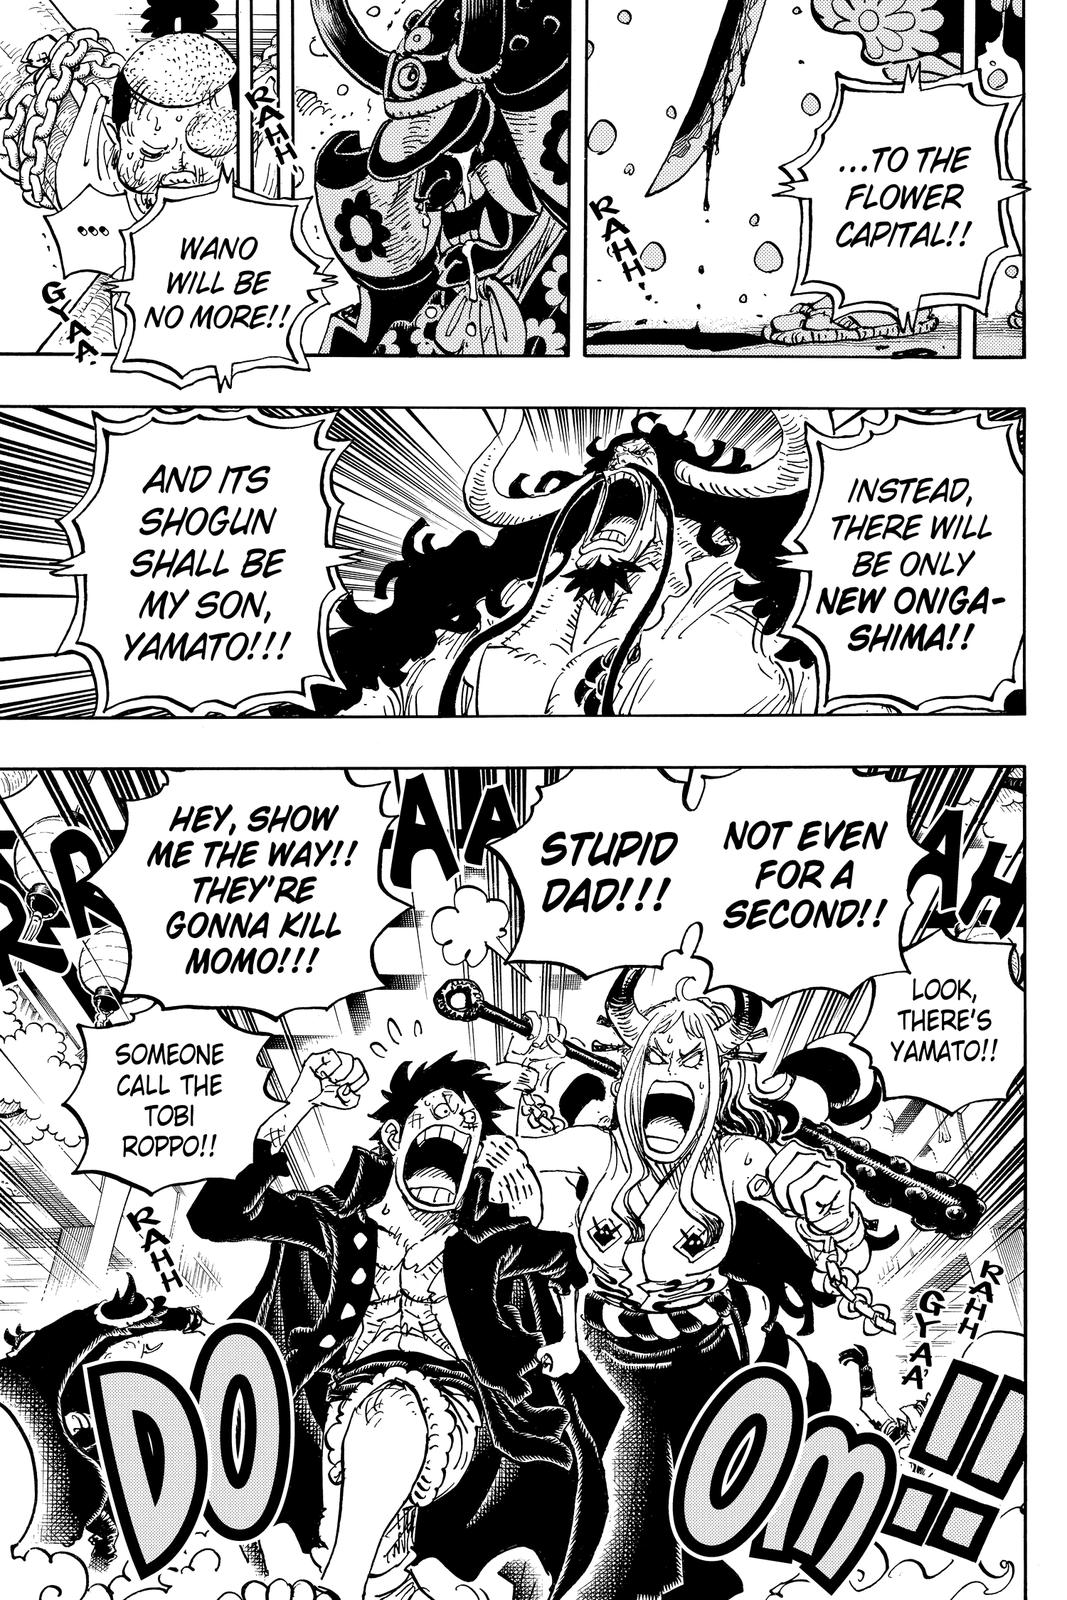 ...TO THE
FLOWER
CAPITAL!!
RAHH
RAHH
WANO
WILL BE
NO MORE!!
...
GYAA
INSTEAD,
THERE WILL
BE ONLY
NEW ONIGA-
SHIMA!!
AND ITS
SHOGUN
SHALL BE
MY SON,
YAMATO!!!
NOT EVEN
FOR A
SECOND!!
STUPID
DAD!!!
LOOK,
THERE'S
YAMATO!!
HEY, SHOW
ME THE WAY!!
THEY'RE
GONNA KILL
MOMO!!!
SOMEONE
CALL THE
TOBI
ROPPO!!
RAHH
RAHH
GYAA
DOOM!!